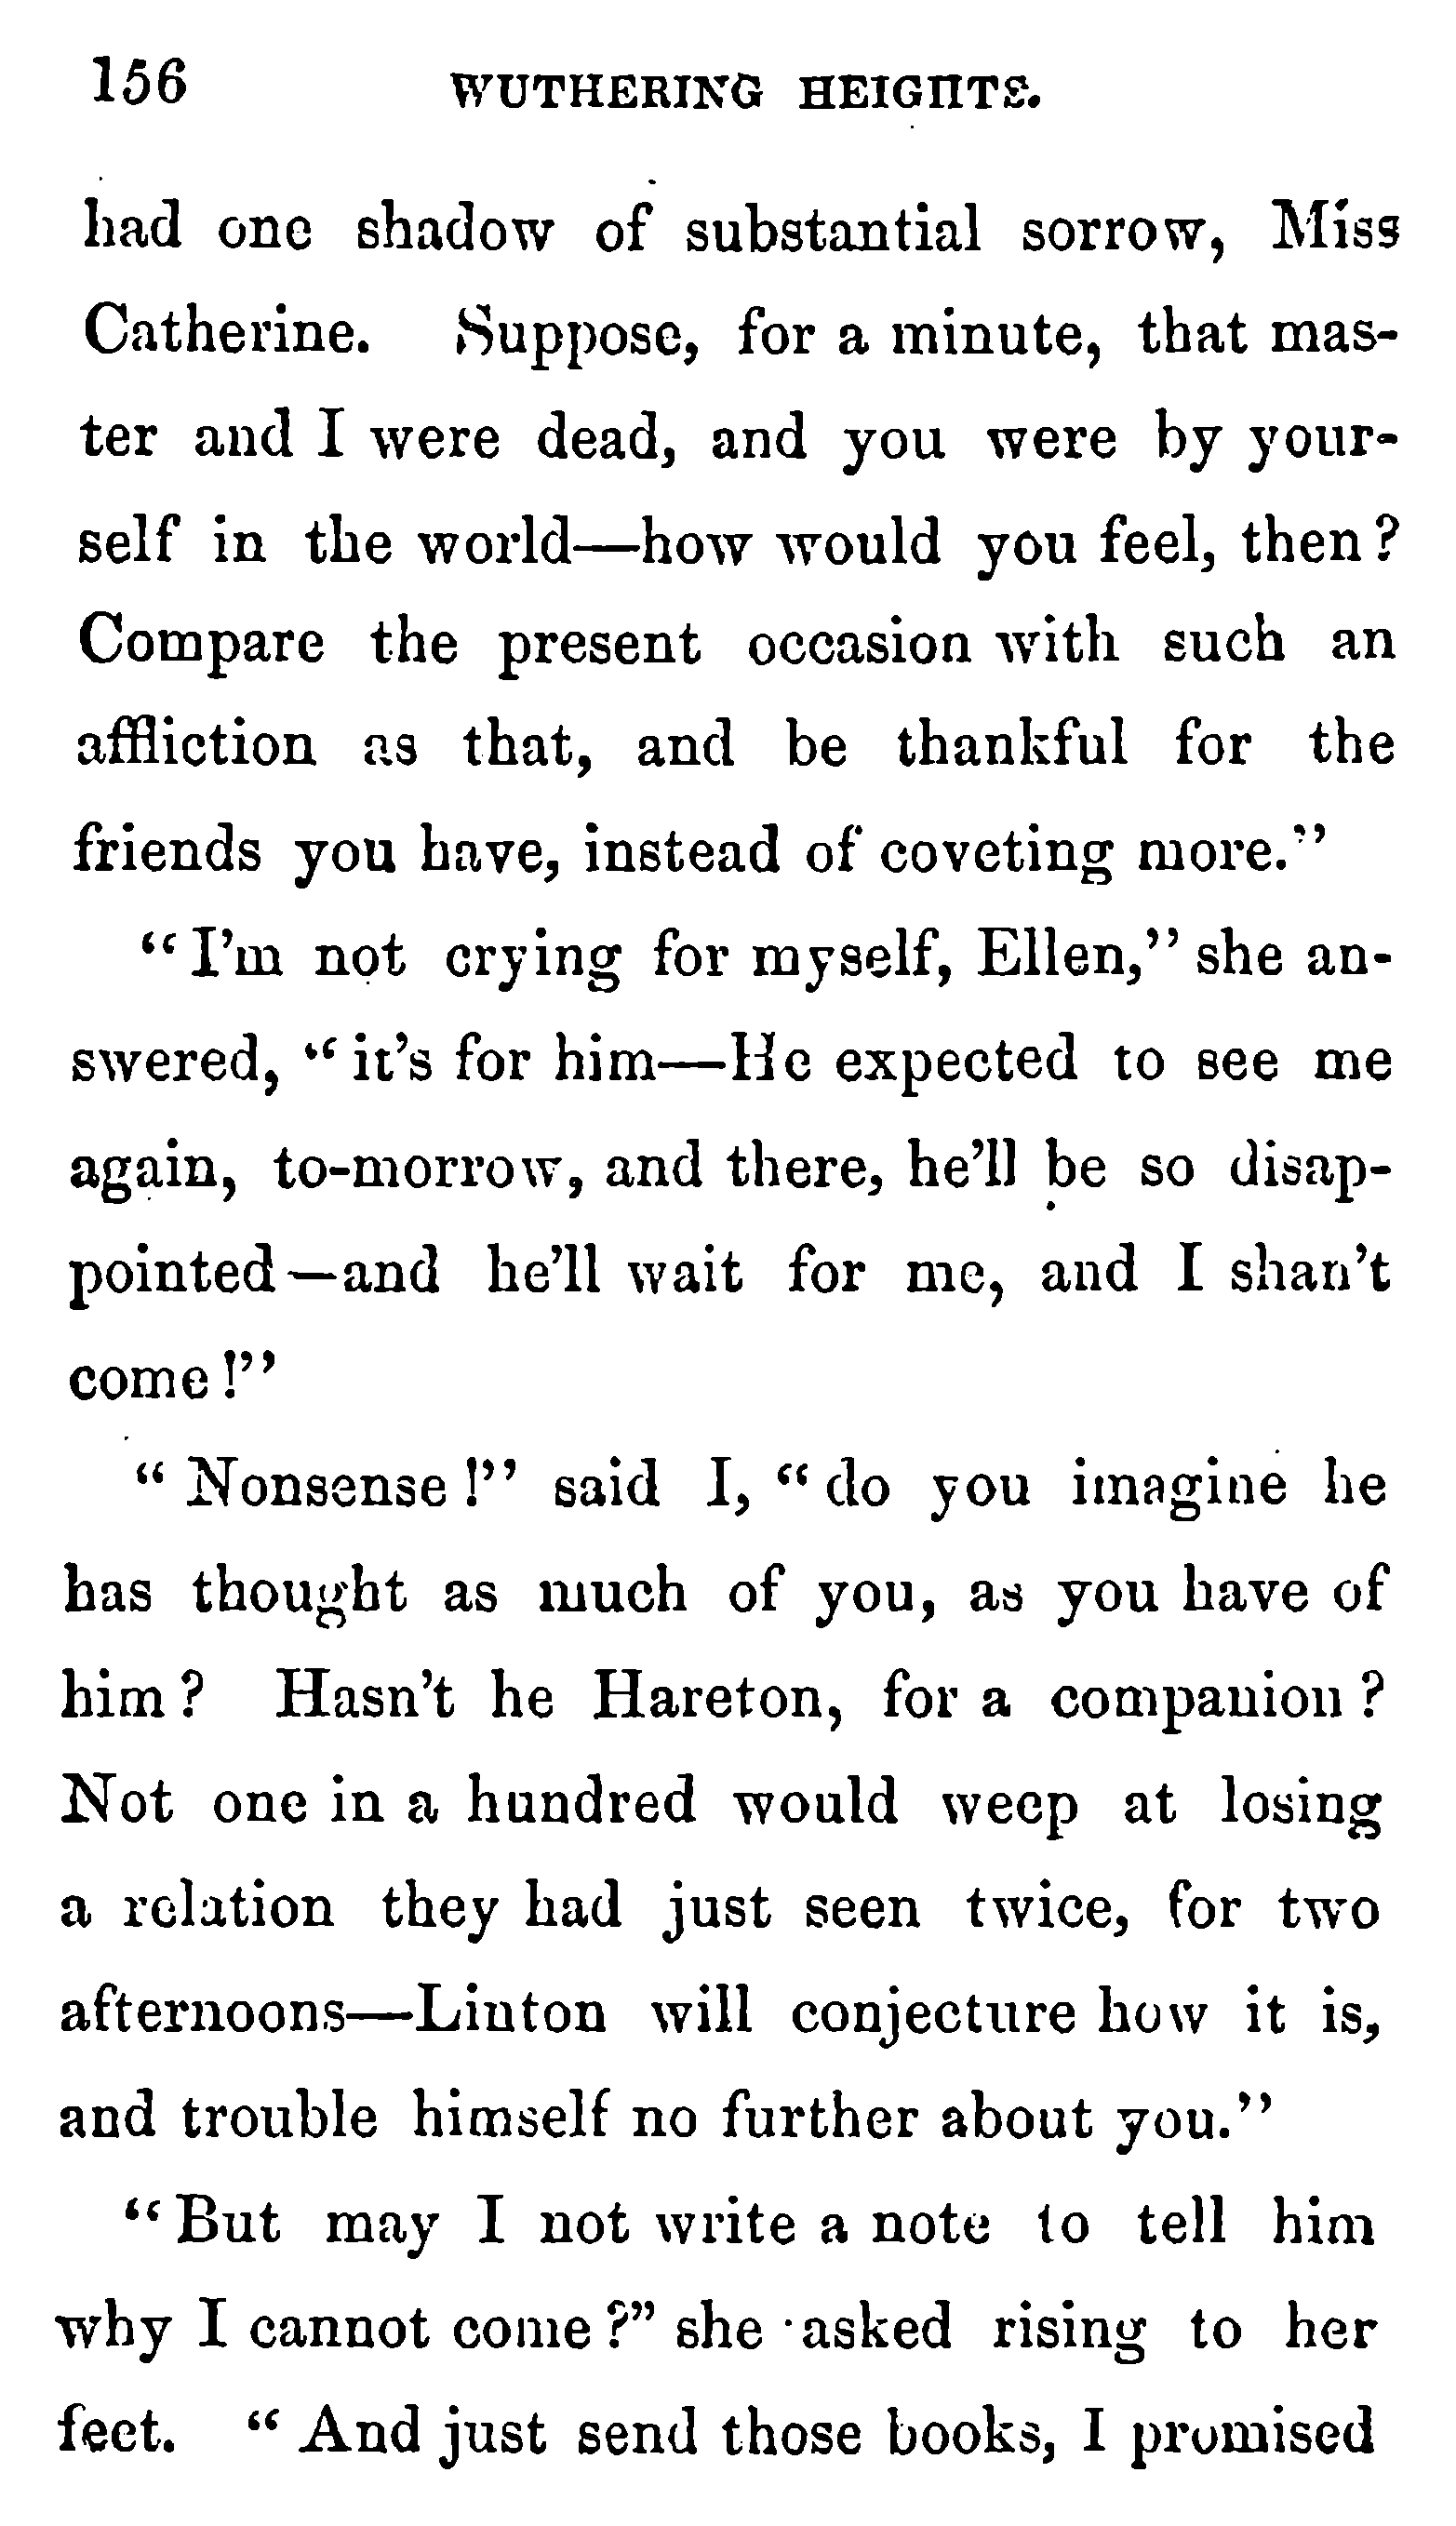 156 WUTHERING HEIGHTS.
had one shadow of substantial sorrow, Miss
Catherine. Suppose, for a minute, that mas-
ter and I were dead, and you were by your-
self in the world—how would you feel, then?
Compare the present occasion with such an
affliction as that, and be thankful for the
friends you have, instead of coveting more."
"I'm not crying for myself, Ellen," she an-
swered, "it's for him—He expected to see me
again, to-morrow, and there, he'll be so disap-
pointed—and he'll wait for me, and I shan't
come!"
"Nonsense!" said I, "do you imagine he
has thought as much of you, as you have of
him? Hasn't he Hareton, for a companion?
Not one in a hundred would weep at losing
a relation they had just seen twice, for two
afternoons—Linton will conjecture how it is,
and trouble himself no further about you."
"But may I not write a note to tell him
why I cannot come?" she asked rising to her
feet. "And just send those books, I promised